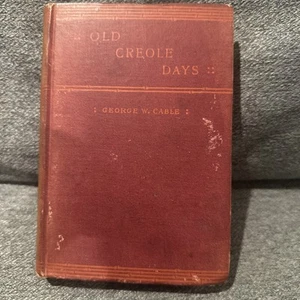 OLD
CREOLE
DAYS
: GEORGE W. CABLE :